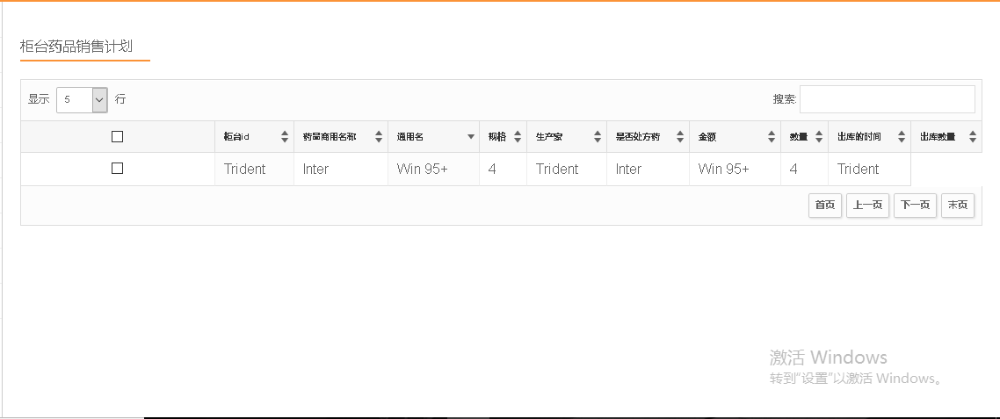 柜台药品销售计划
显示 5 行 搜索:
柜台id 药品商用名称 通用名 规格 生产家 是否处方药 金额 数量 出库的时间 出库数量
Trident Inter Win 95+ 4 Trident Inter Win 95+ 4 Trident
首页 上一页 下一页 末页
激活 Windows
转到“设置”以激活 Windows。